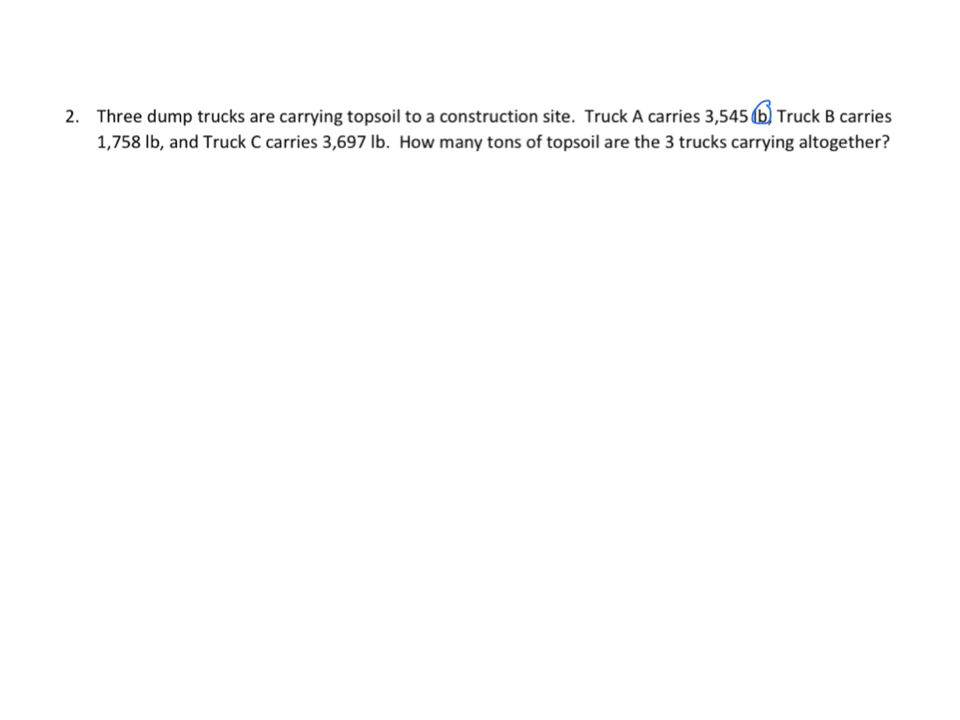 2. Three dump trucks are carrying topsoil to a construction site. Truck A carries 3,545 lb, Truck B carries
1,758 lb, and Truck C carries 3,697 lb. How many tons of topsoil are the 3 trucks carrying altogether?